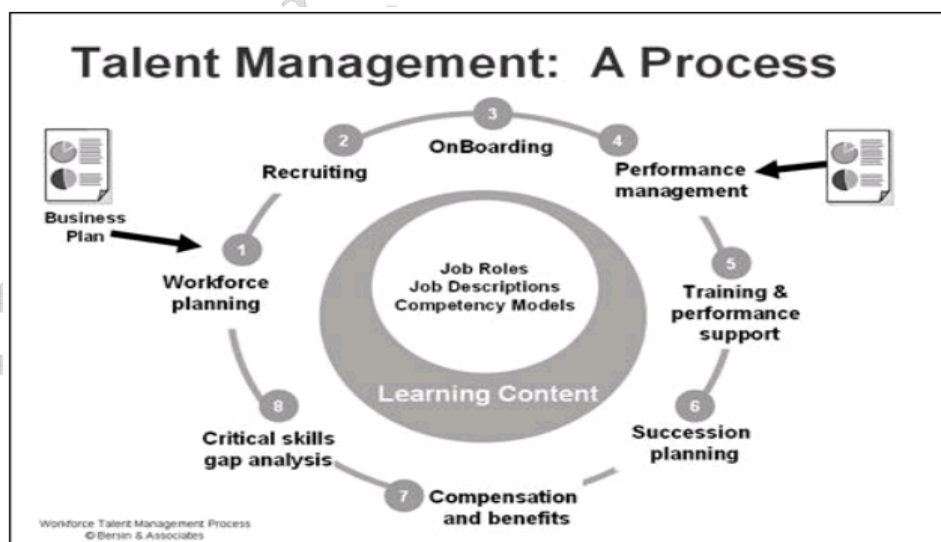 Talent Management: A Process
3
OnBoarding
2
Recruiting
4
Performance
management
Business
Plan
1
Workforce
planning
Job Roles
Job Descriptions
Competency Models
5
Training &
performance
support
Learning Content
8
Critical skills
gap analysis
6
Succession
planning
7
Compensation
and benefits
Workforce Talent Management Process
© Bersin & Associates